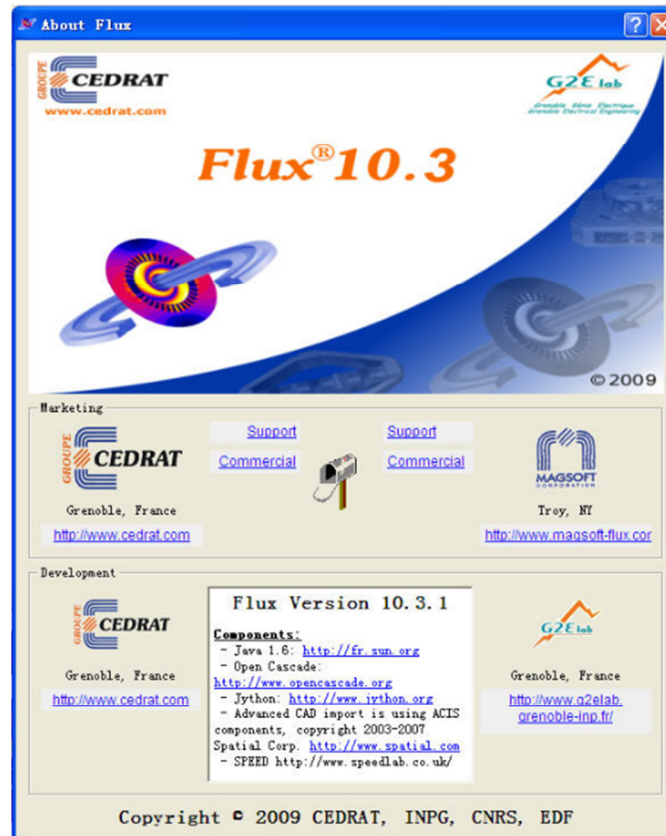 About Flux
GROUPE CEDRAT
www.cedrat.com
G2Elab
Grenoble Génie Electrique
Grenoble Electrical Engineering
Flux®10.3
© 2009
Marketing
GROUPE CEDRAT
Grenoble, France
http://www.cedrat.com
Support
Commercial
Support
Commercial
MAGSOFT
CORPORATION
Troy, NY
http://www.magsoft-flux.cor
Development
GROUPE CEDRAT
Grenoble, France
http://www.cedrat.com
Flux Version 10.3.1
Components:
- Java 1.6: http://fr.sun.org
- Open Cascade:
http://www.opencascade.org
- Jython: http://www.jython.org
- Advanced CAD import is using ACIS
components, copyright 2003-2007
Spatial Corp. http://www.spatial.com
- SPEED http://www.speedlab.co.uk/
G2Elab
Grenoble, France
http://www.g2elab.
grenoble-inp.fr/
Copyright © 2009 CEDRAT, INPG, CNRS, EDF